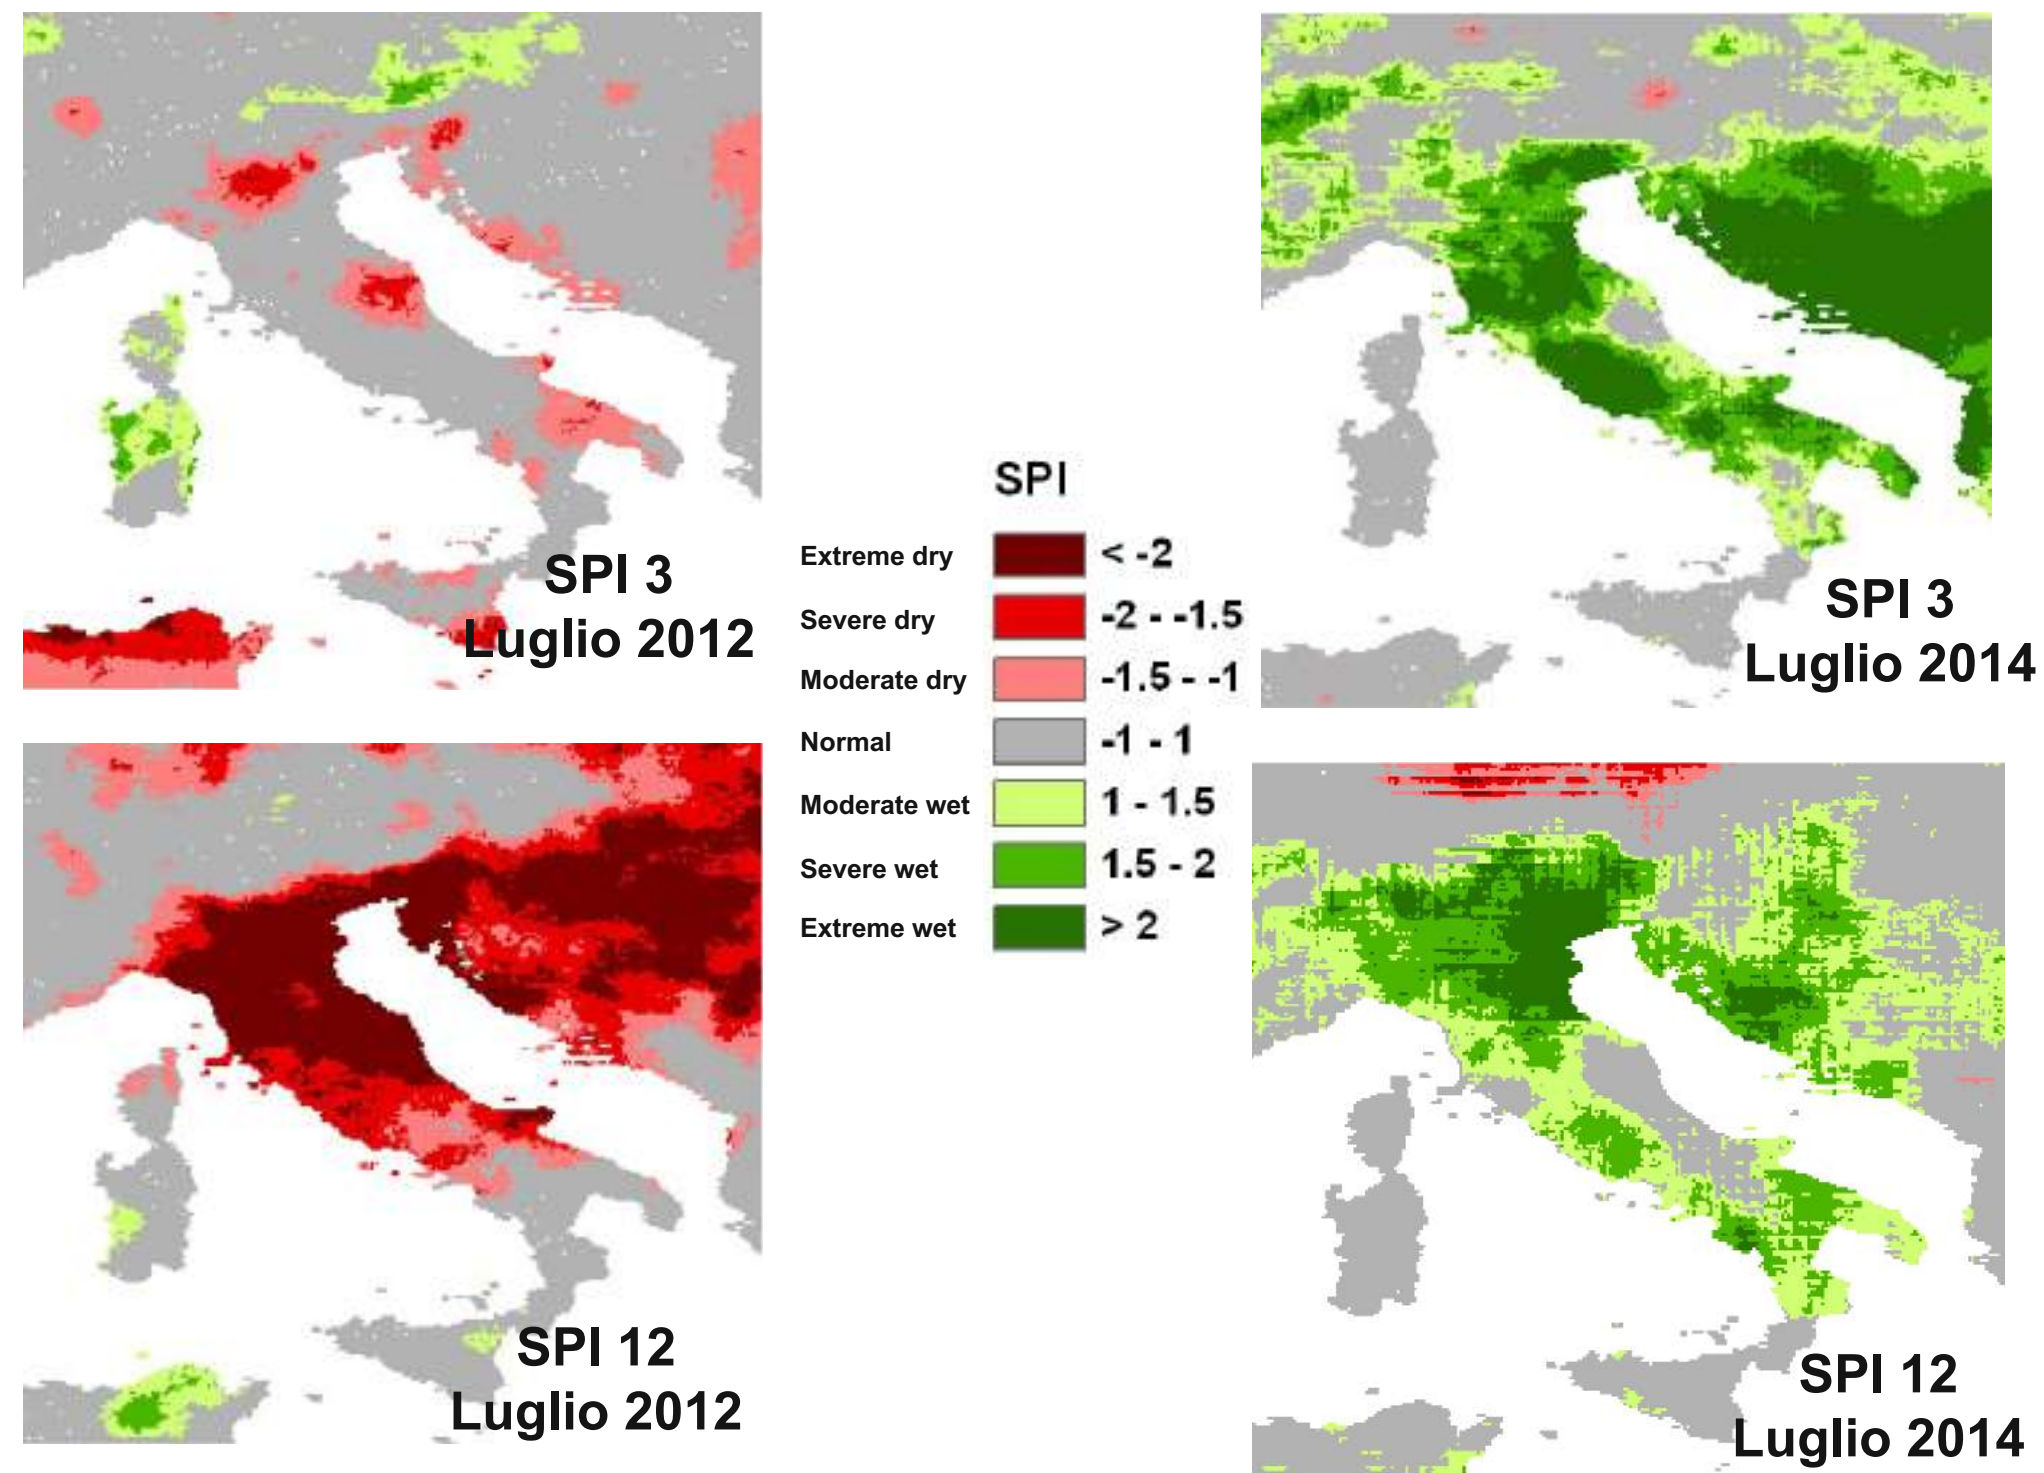 SPI 3
Luglio 2012
SPI 3
Luglio 2014
SPI
Extreme dry < -2
Severe dry -2 - -1.5
Moderate dry -1.5 - -1
Normal -1 - 1
Moderate wet 1 - 1.5
Severe wet 1.5 - 2
Extreme wet > 2
SPI 12
Luglio 2012
SPI 12
Luglio 2014